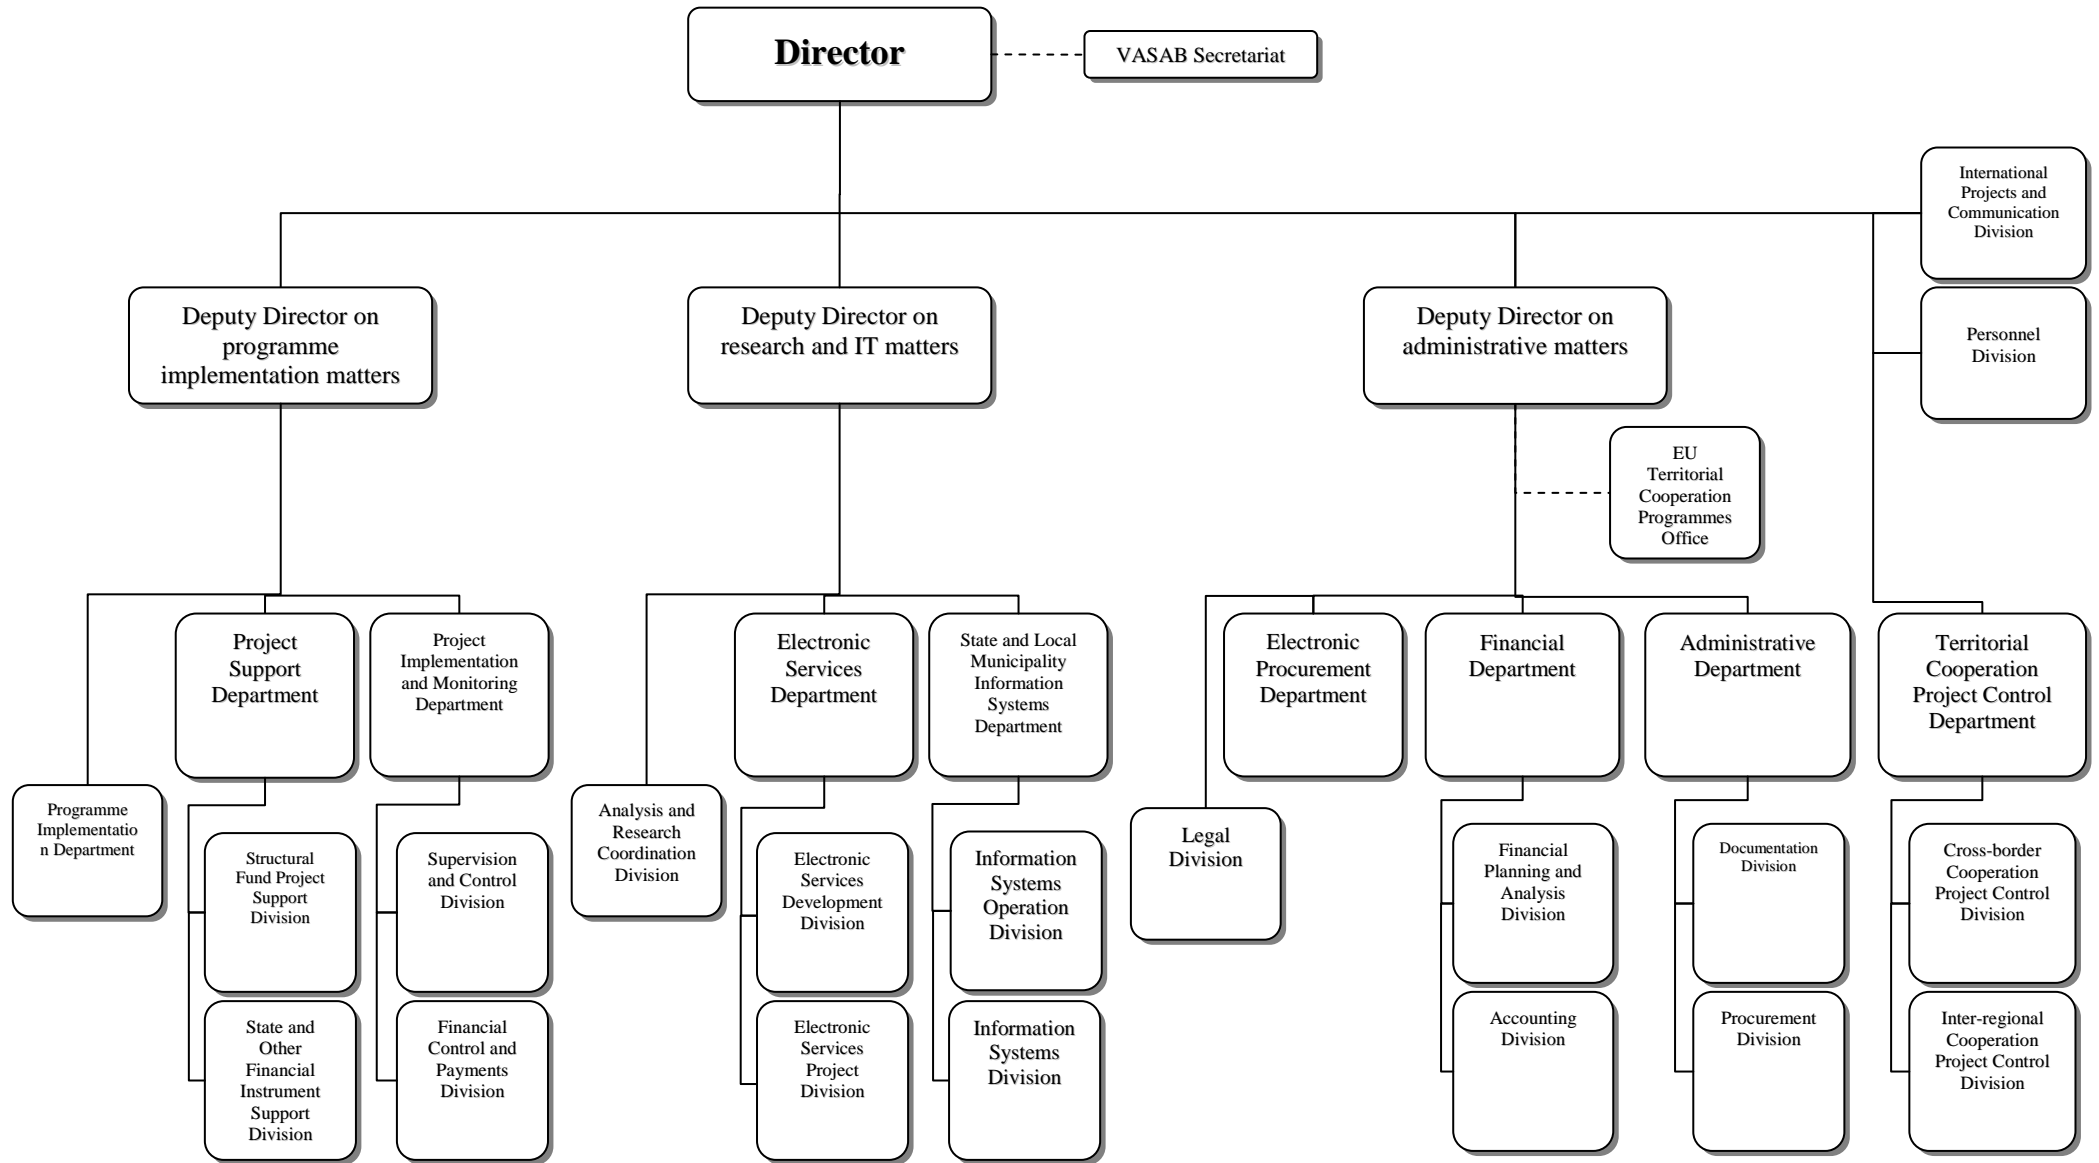 Director
VASAB Secretariat
International
Projects and
Communication
Division
Deputy Director on
programme
implementation matters
Deputy Director on
research and IT matters
Deputy Director on
administrative matters
Personnel
Division
EU
Territorial
Cooperation
Programmes
Office
Project
Support
Department
Project
Implementation
and Monitoring
Department
Electronic
Services
Department
State and Local
Municipality
Information
Systems
Department
Electronic
Procurement
Department
Financial
Department
Administrative
Department
Territorial
Cooperation
Project Control
Department
Programme
Implementatio
n Department
Structural
Fund Project
Support
Division
Supervision
and Control
Division
Analysis and
Research
Coordination
Division
Electronic
Services
Development
Division
Information
Systems
Operation
Division
Legal
Division
Financial
Planning and
Analysis
Division
Documentation
Division
Cross-border
Cooperation
Project Control
Division
State and
Other
Financial
Instrument
Support
Division
Financial
Control and
Payments
Division
Electronic
Services
Project
Division
Information
Systems
Division
Accounting
Division
Procurement
Division
Inter-regional
Cooperation
Project Control
Division